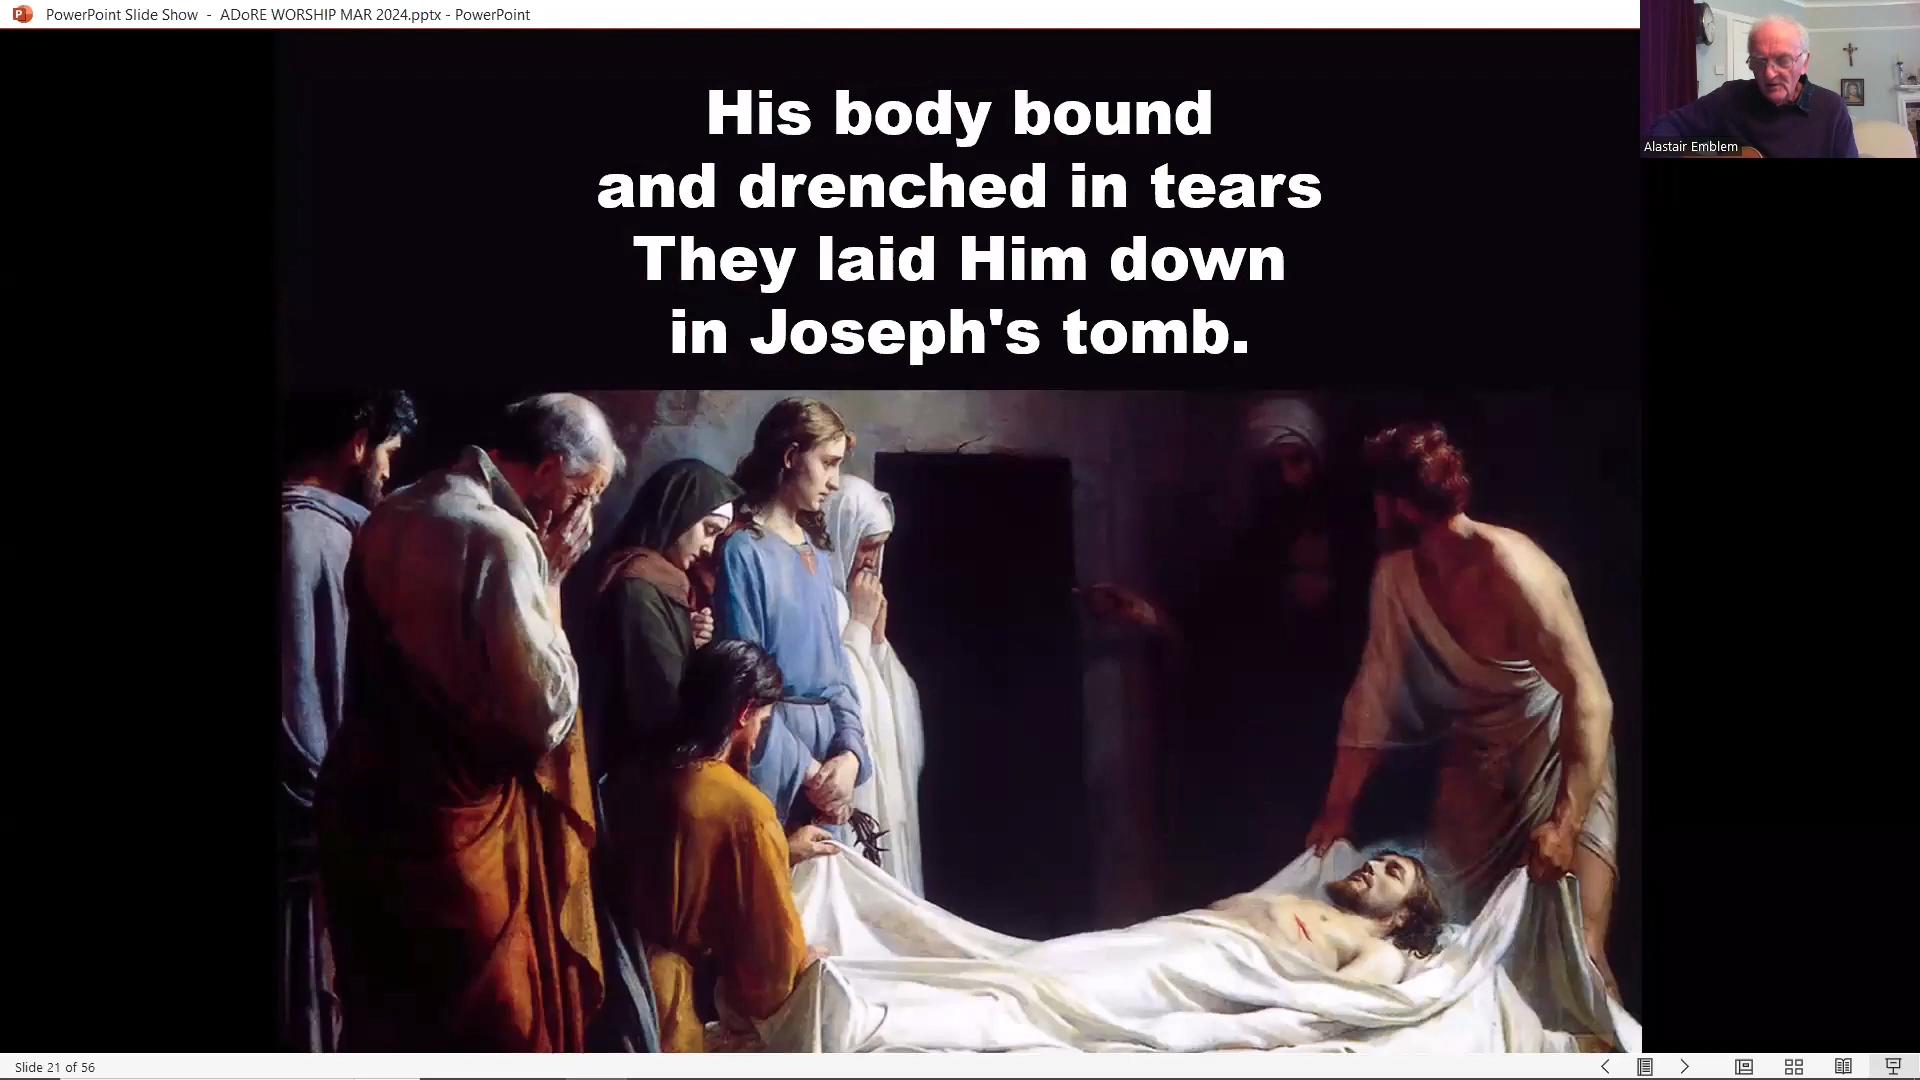 PowerPoint Slide Show - ADoRE WORSHIP MAR 2024.pptx - PowerPoint
Alastair Emblem
His body bound
and drenched in tears
They laid Him down
in Joseph's tomb.
Slide 21 of 56